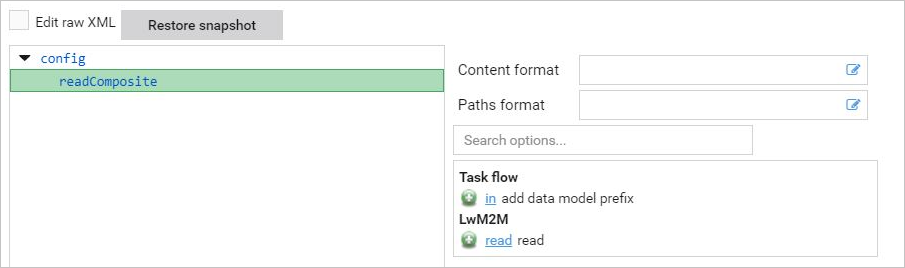 Edit raw XML
Restore snapshot
config
readComposite
Content format
Paths format
Search options...
Task flow
in add data model prefix
LwM2M
read read